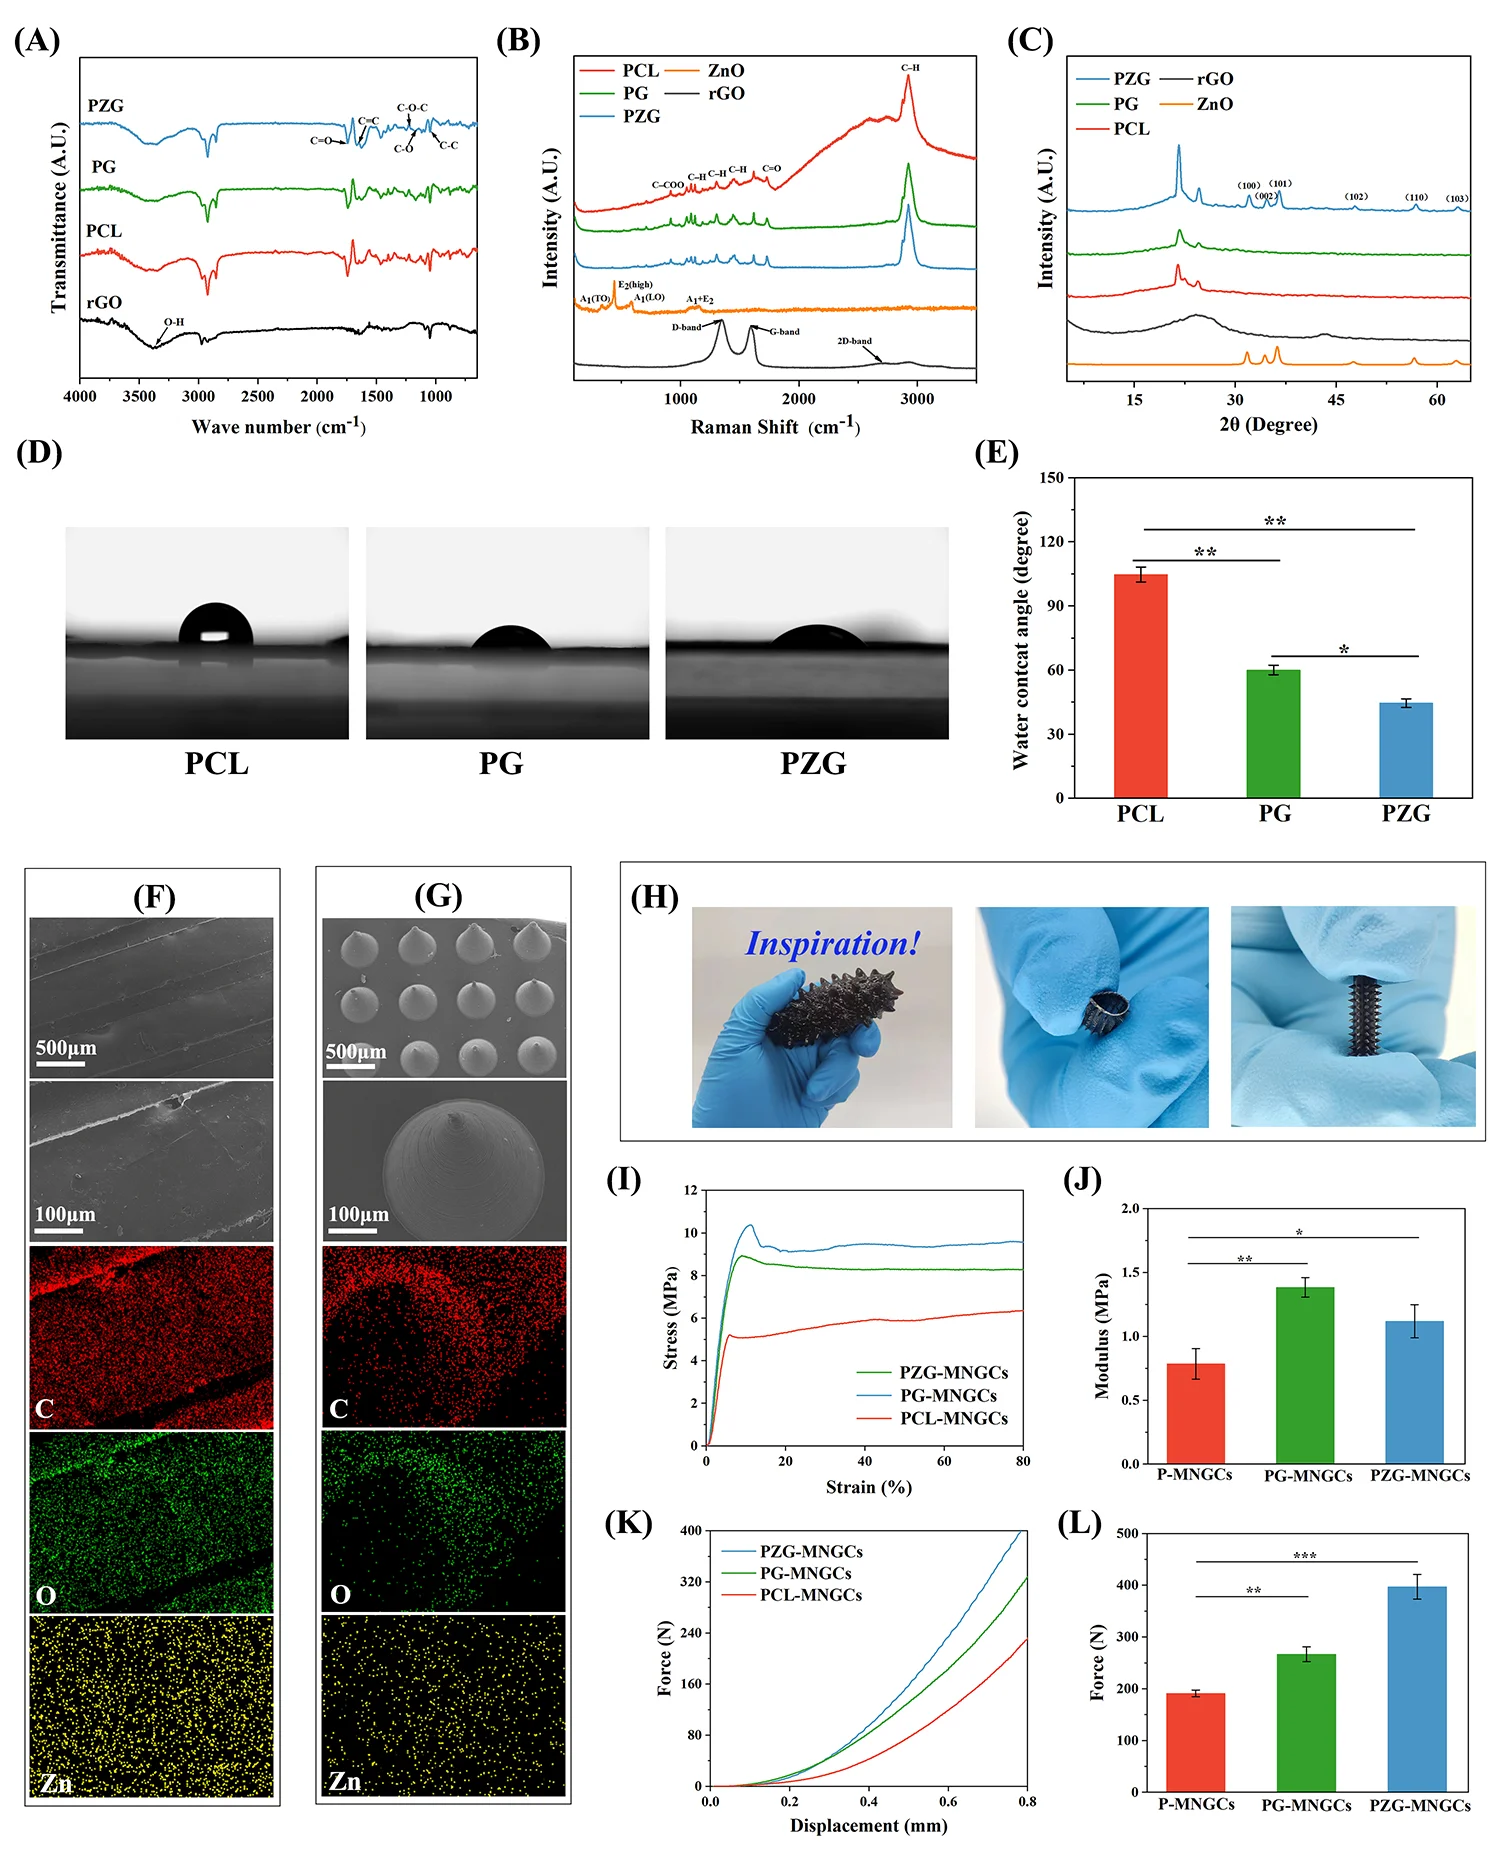 (A)
PZG
C-O-C
C=C
C=O
C-O
C-C
PG
PCL
rGO
O-H
Transmittance (A.U.)
4000 3500 3000 2500 2000 1500 1000
Wave number (cm-1)
(B)
PCL ZnO
PG rGO
PZG
C-H
C-COO C-H C-H C-H C=O
A1(TO) E2(high) A1(LO) A1+E2
D-band G-band 2D-band
Intensity (A.U.)
1000 2000 3000
Raman Shift (cm-1)
(C)
PZG rGO
PG ZnO
PCL
(100) (002) (101) (102) (110) (103)
Intensity (A.U.)
15 30 45 60
2θ (Degree)
(D)
PCL PG PZG
(E)
150
120
90
60
30
0
**
**
*
Water contcat angle (degree)
PCL PG PZG
(F)
500μm
100μm
C
O
Zn
(G)
500μm
100μm
C
O
Zn
(H)
Inspiration!
(I)
12
10
8
6
4
2
0
Stress (MPa)
PZG-MNGCs
PG-MNGCs
PCL-MNGCs
0 20 40 60 80
Strain (%)
(J)
2.0
1.5
1.0
0.5
0.0
*
**
Modulus (MPa)
P-MNGCs PG-MNGCs PZG-MNGCs
(K)
400
320
240
160
80
0
PZG-MNGCs
PG-MNGCs
PCL-MNGCs
Force (N)
0.0 0.2 0.4 0.6 0.8
Displacement (mm)
(L)
500
400
300
200
100
0
***
**
Force (N)
P-MNGCs PG-MNGCs PZG-MNGCs